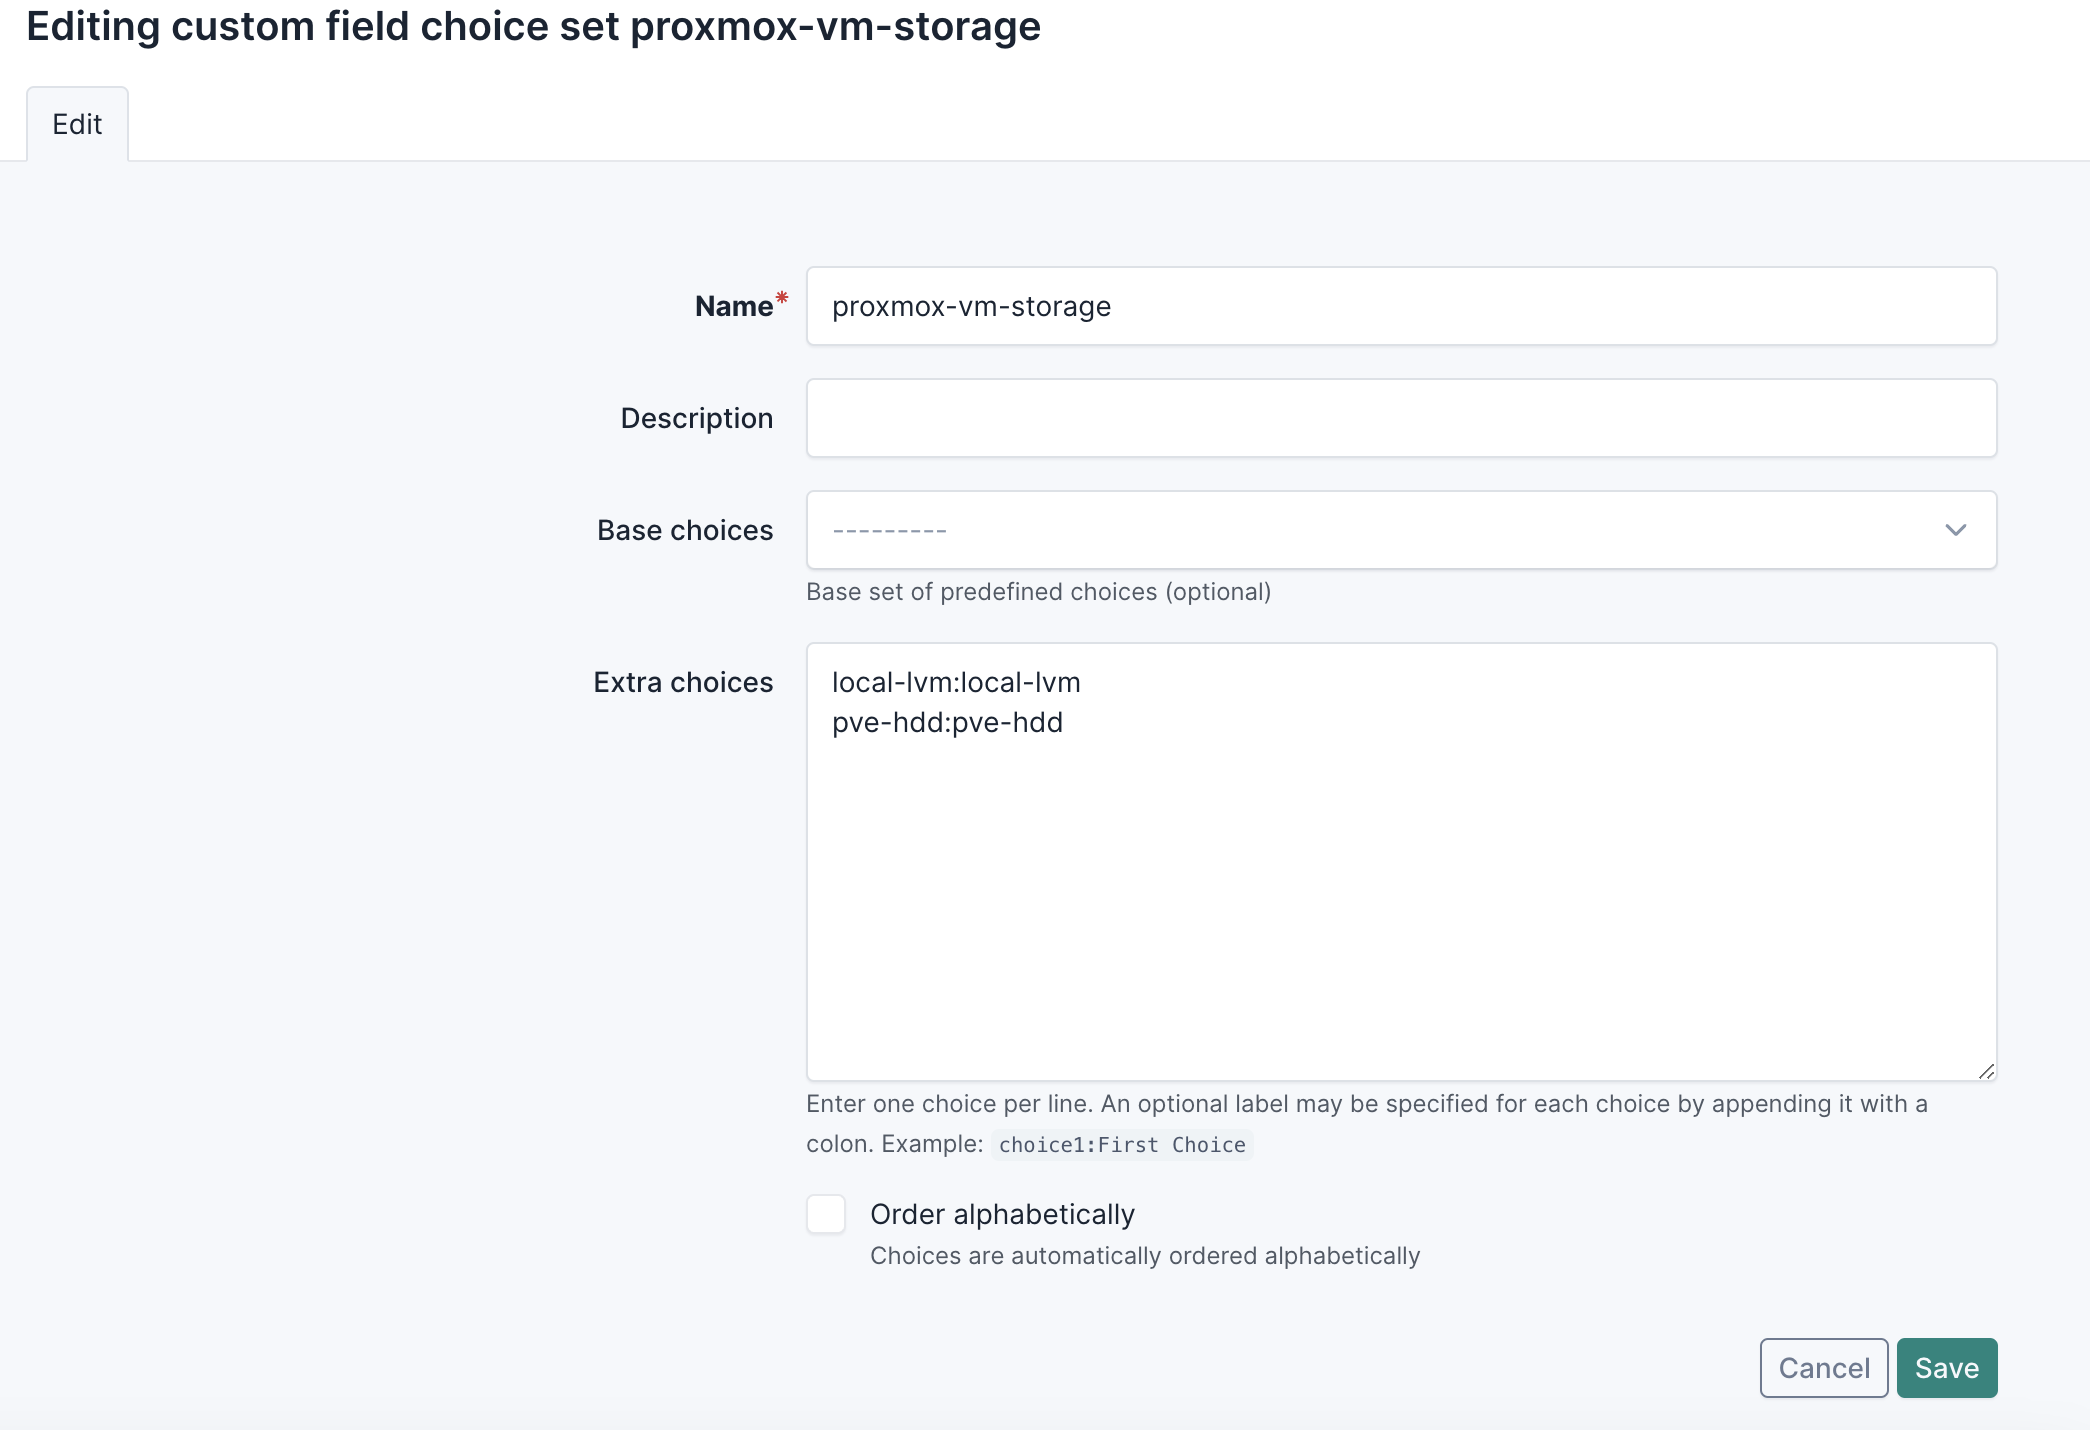 Editing custom field choice set proxmox-vm-storage
Edit
Name*
proxmox-vm-storage
Description
Base choices
---------
Base set of predefined choices (optional)
Extra choices
local-lvm:local-lvm
pve-hdd:pve-hdd
Enter one choice per line. An optional label may be specified for each choice by appending it with a
colon. Example: choice1:First Choice
Order alphabetically
Choices are automatically ordered alphabetically
Cancel
Save